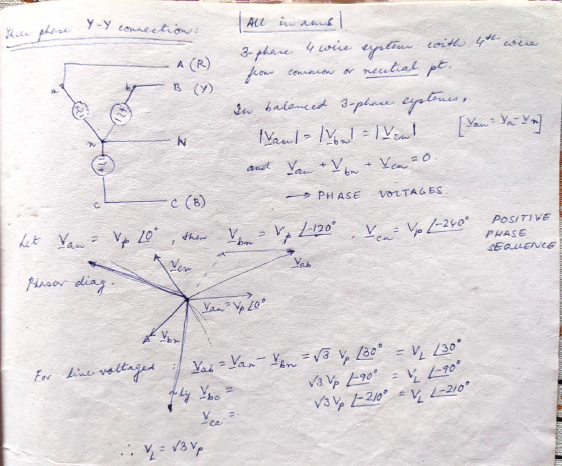 Three phase Y-Y connection:
All in rms
3-phase 4 wire system with 4th wire
from common or neutral pt.
A (R)
B (Y)
a
b
n
N
c
C (B)
In balanced 3-phase systems,
|Van| = |Vbn| = |Vcn| [Van = Va - Vn]
and Van + Vbn + Vcn = 0
→ PHASE VOLTAGES
Let Van = Vp ∠0°, then Vbn = Vp ∠-120°, Vcn = Vp ∠-240° POSITIVE PHASE SEQUENCE
Phasor diag.
Vcn
Vab
Van = Vp ∠0°
Vbn
For line voltages: Vab = Van - Vbn = √3 Vp ∠30° = VL ∠30°
Vbc = √3 Vp ∠-90° = VL ∠-90°
Vca = √3 Vp ∠-210° = VL ∠-210°
∴ VL = √3 Vp